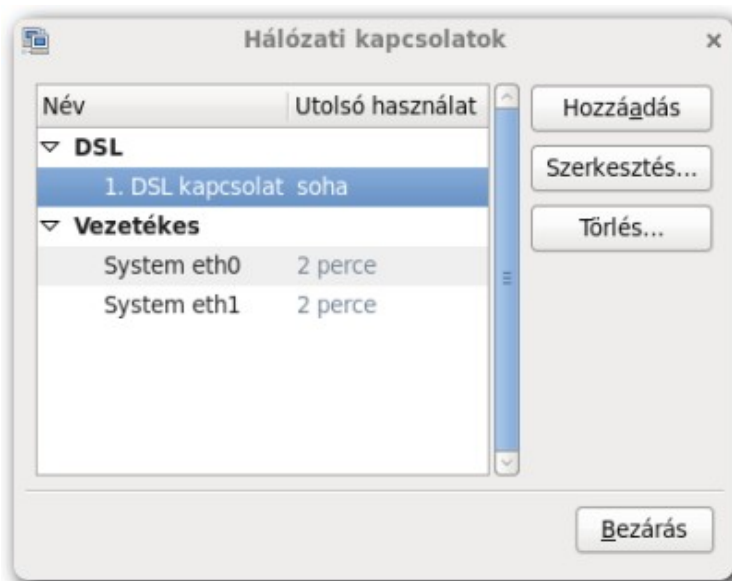 Hálózati kapcsolatok
Név Utolsó használat
DSL
1. DSL kapcsolat soha
Vezetékes
System eth0 2 perce
System eth1 2 perce
Hozzáadás
Szerkesztés...
Törlés...
Bezárás